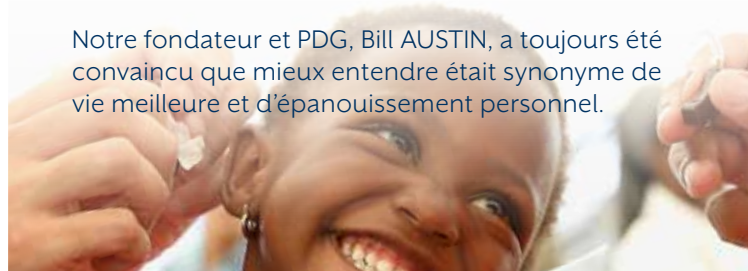 Notre fondateur et PDG, Bill AUSTIN, a toujours été
convaincu que mieux entendre était synonyme de
vie meilleure et d’épanouissement personnel.